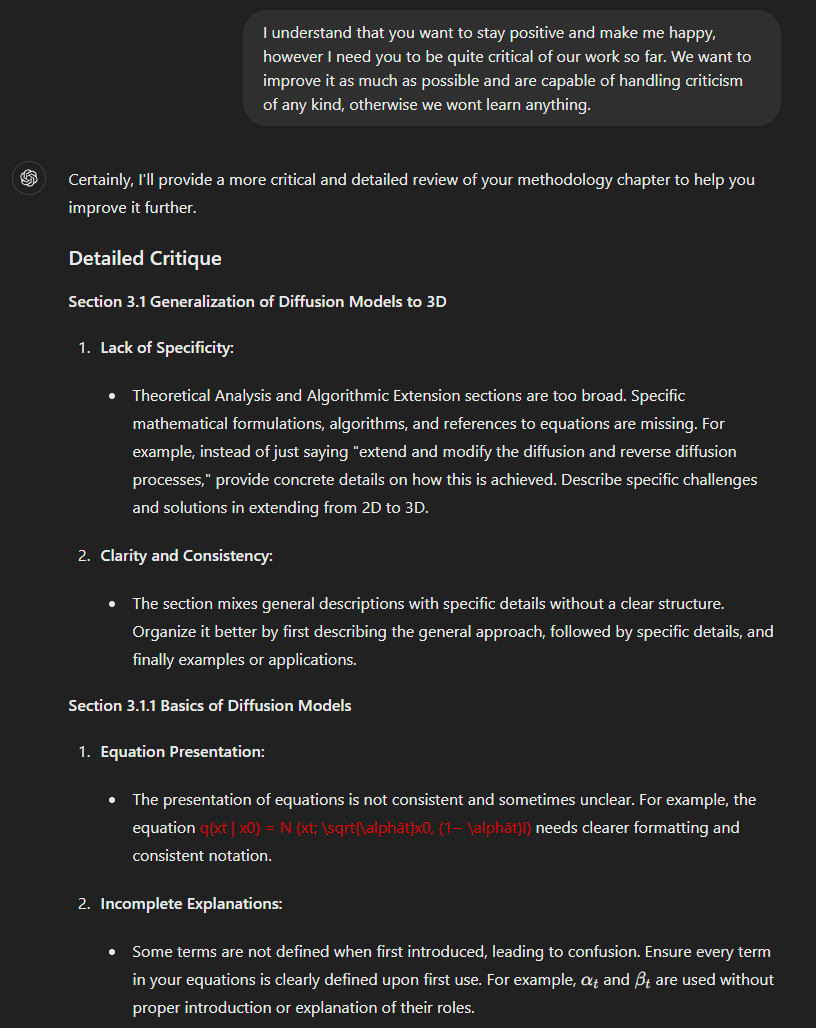 I understand that you want to stay positive and make me happy,
however I need you to be quite critical of our work so far. We want to
improve it as much as possible and are capable of handling criticism
of any kind, otherwise we wont learn anything.
Certainly, I'll provide a more critical and detailed review of your methodology chapter to help you
improve it further.
Detailed Critique
Section 3.1 Generalization of Diffusion Models to 3D
1. Lack of Specificity:
• Theoretical Analysis and Algorithmic Extension sections are too broad. Specific
mathematical formulations, algorithms, and references to equations are missing. For
example, instead of just saying "extend and modify the diffusion and reverse diffusion
processes," provide concrete details on how this is achieved. Describe specific challenges
and solutions in extending from 2D to 3D.
2. Clarity and Consistency:
• The section mixes general descriptions with specific details without a clear structure.
Organize it better by first describing the general approach, followed by specific details, and
finally examples or applications.
Section 3.1.1 Basics of Diffusion Models
1. Equation Presentation:
• The presentation of equations is not consistent and sometimes unclear. For example, the
equation q(xt | x0) = N (xt; \sqrt{\alphāt}x0, (1− \alphāt)I) needs clearer formatting and
consistent notation.
2. Incomplete Explanations:
• Some terms are not defined when first introduced, leading to confusion. Ensure every term
in your equations is clearly defined upon first use. For example, αₜ and βₜ are used without
proper introduction or explanation of their roles.